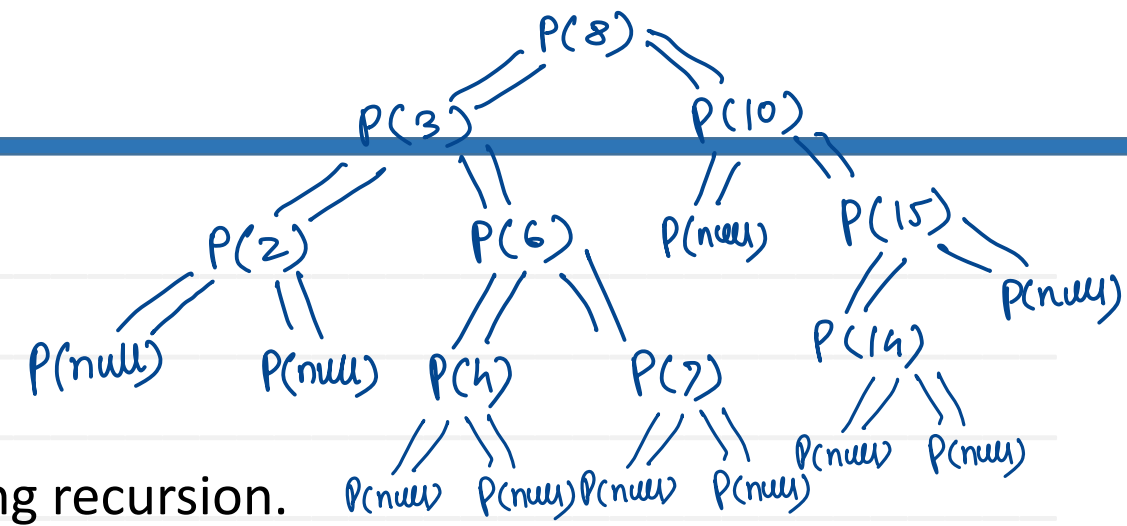 P(8)
P(3) P(10)
P(2) P(6) P(null) P(15)
P(null)
P(null) P(null) P(4) P(7) P(14)
P(null) P(null)
ng recursion. P(null) P(null) P(null) P(null)